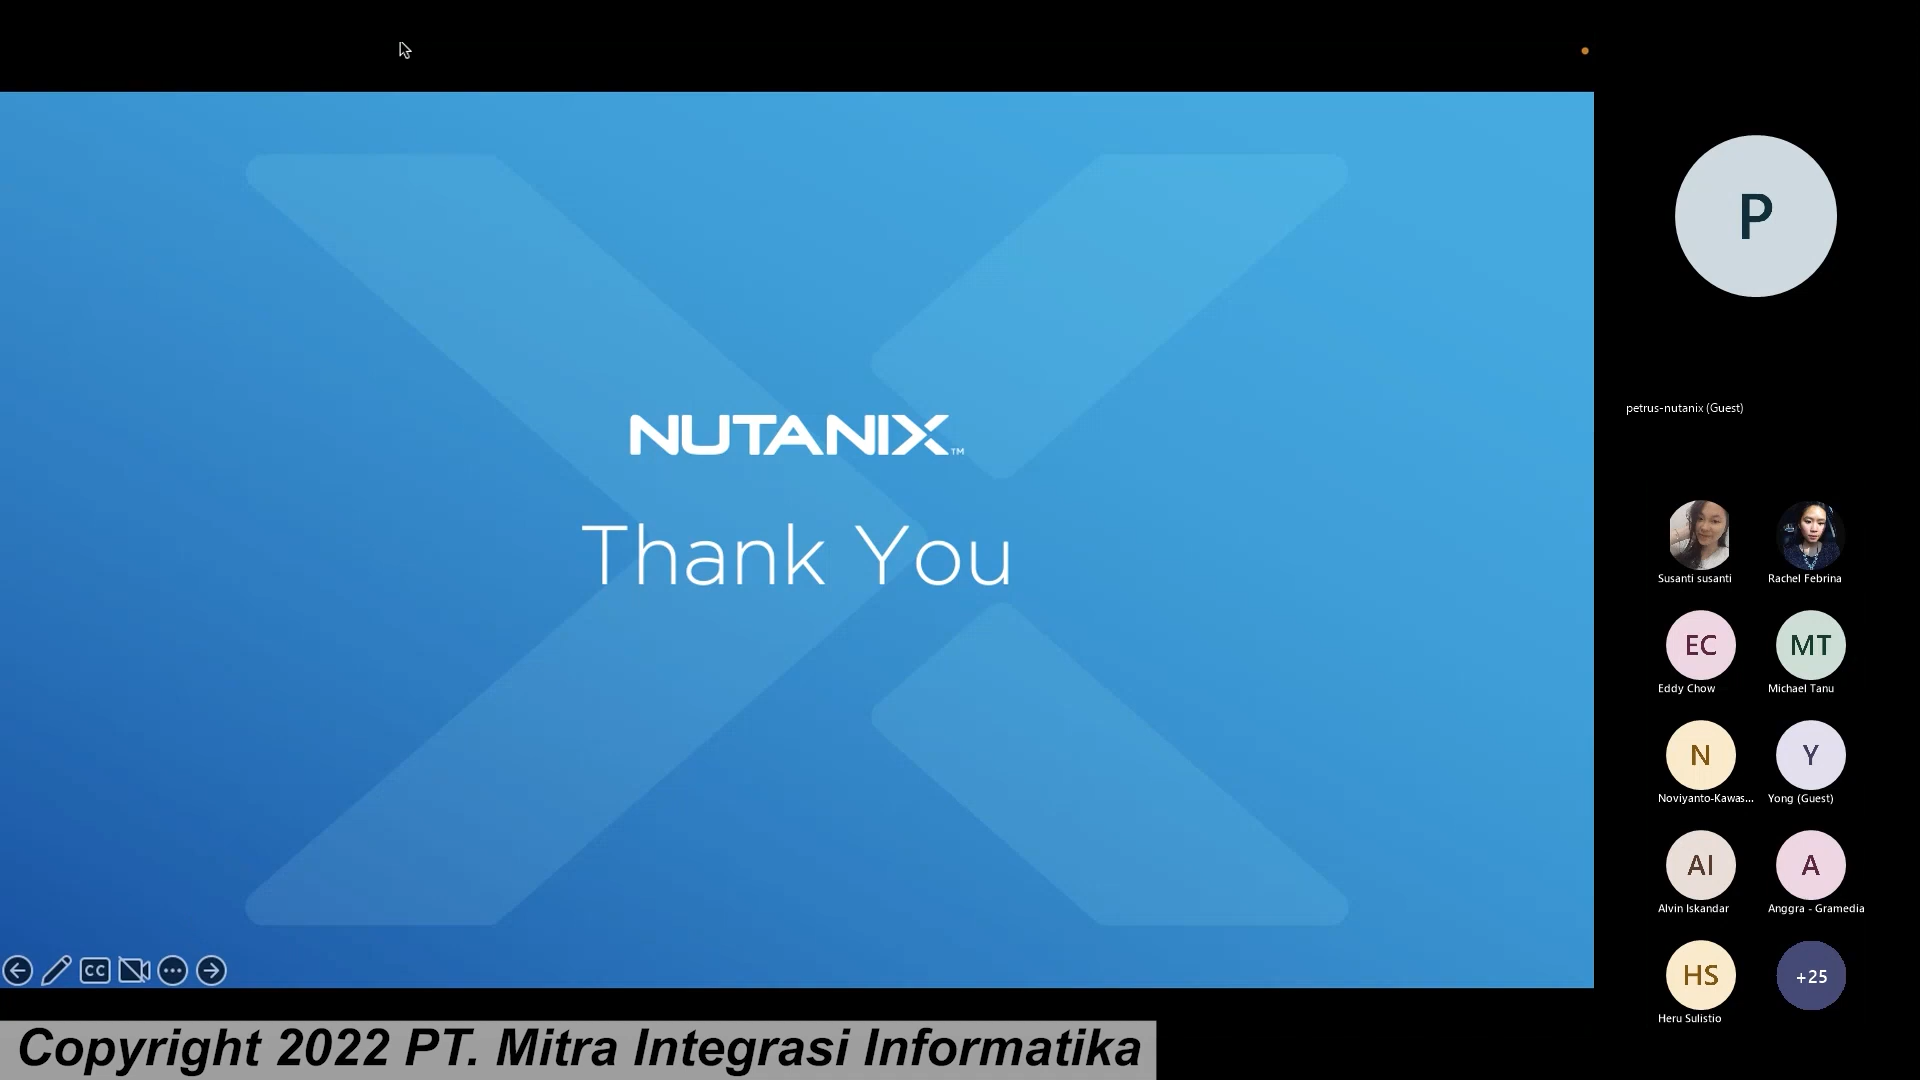 NUTANIX™
Thank You
CC
P
petrus-nutanix (Guest)
Susanti susanti
Rachel Febrina
EC
MT
Eddy Chow
Michael Tanu
N
Y
Noviyanto-Kawas...
Yong (Guest)
AI
A
Alvin Iskandar
Anggra - Gramedia
HS
+25
Heru Sulistio
Copyright 2022 PT. Mitra Integrasi Informatika